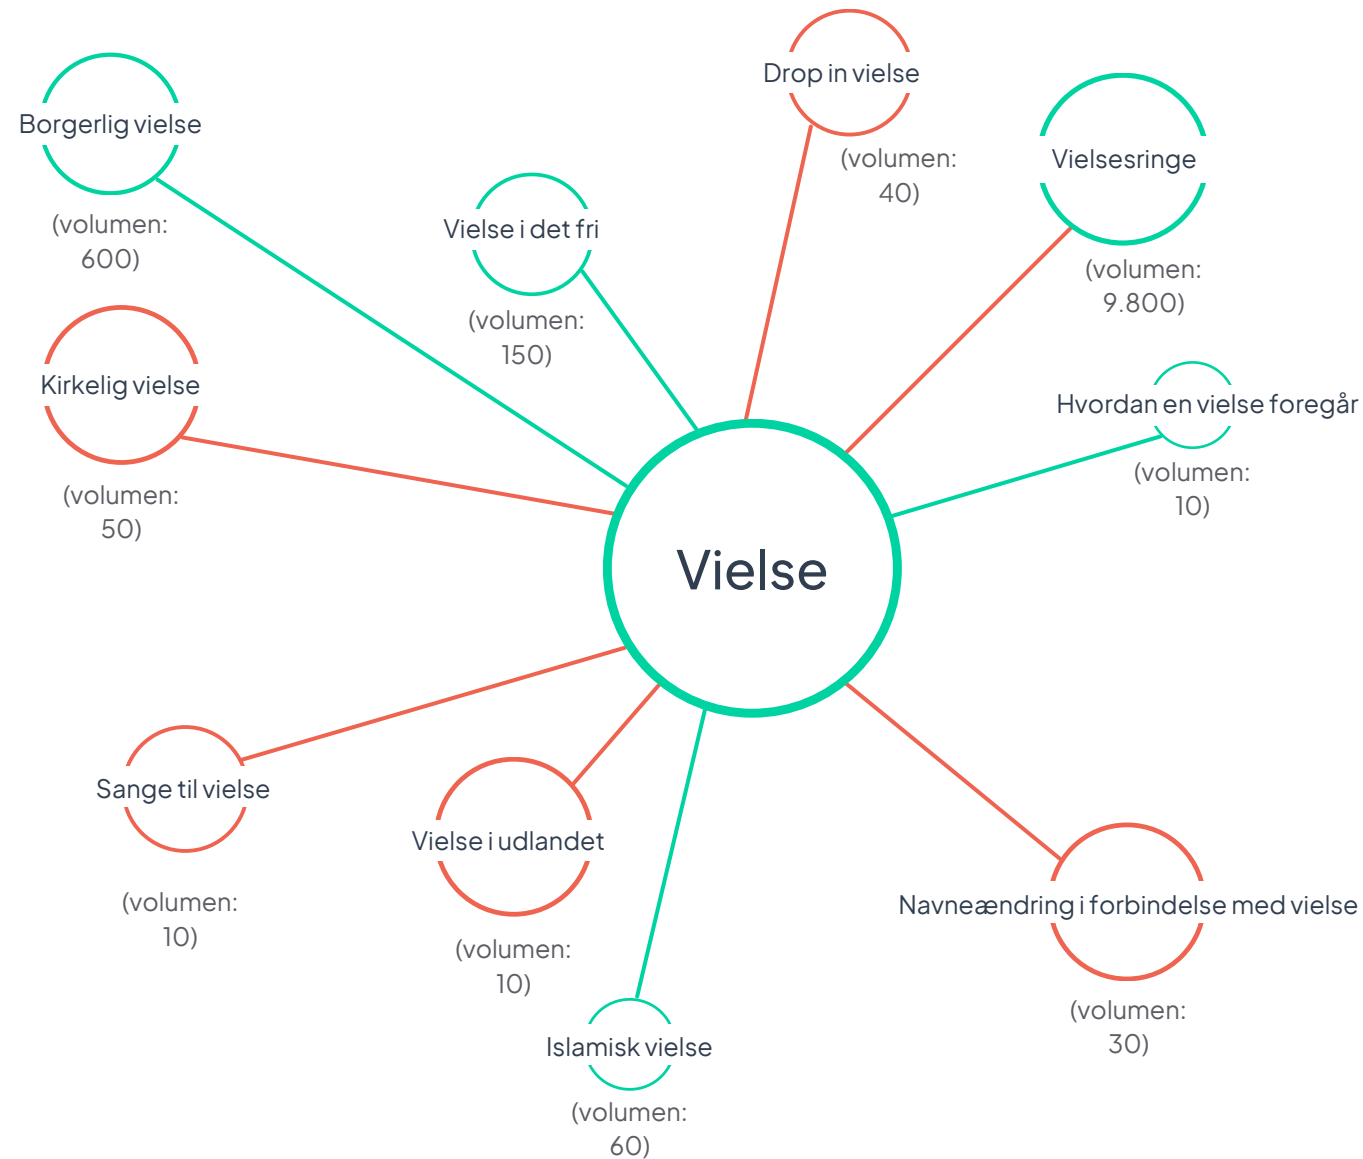 Drop in vielse
(volumen:
40)
Borgerlig vielse
(volumen:
600)
Vielsesringe
(volumen:
9.800)
Vielse i det fri
(volumen:
150)
Kirkelig vielse
(volumen:
50)
Hvordan en vielse foregår
(volumen:
10)
Vielse
Sange til vielse
(volumen:
10)
Vielse i udlandet
(volumen:
10)
Navneændring i forbindelse med vielse
(volumen:
30)
Islamisk vielse
(volumen:
60)